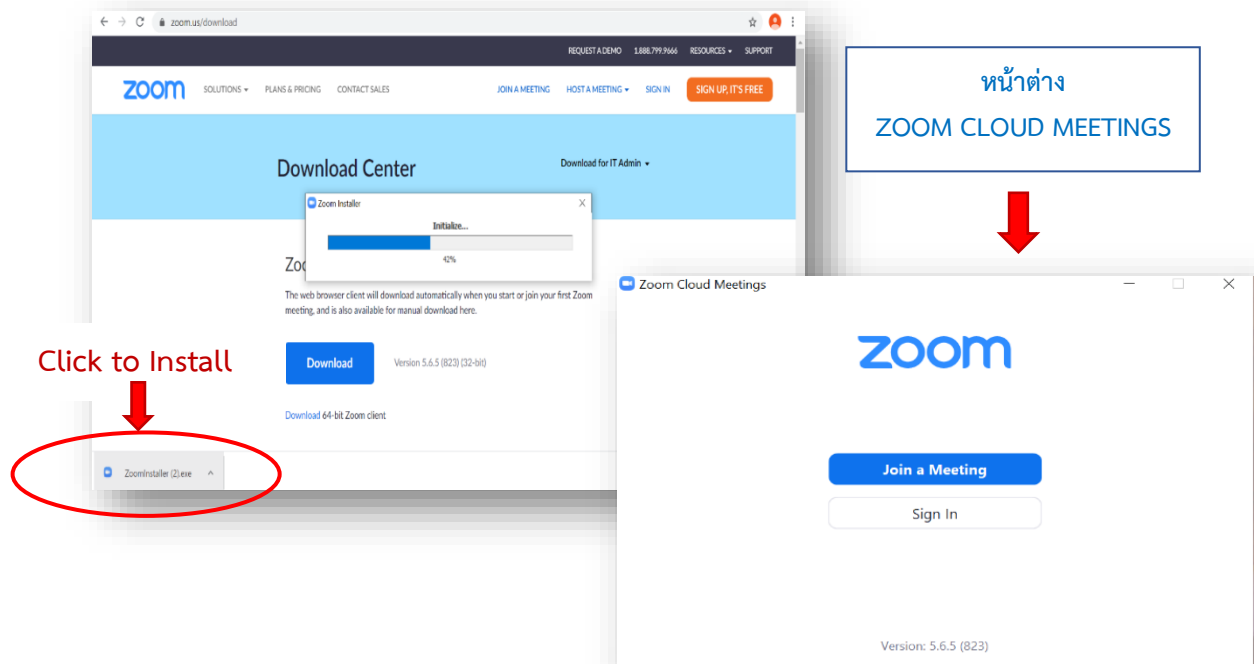 zoom.us/download
REQUEST A DEMO 1.888.799.9666 RESOURCES SUPPORT
zoom SOLUTIONS PLANS & PRICING CONTACT SALES JOIN A MEETING HOST A MEETING SIGN IN SIGN UP, IT'S FREE
Download Center Download for IT Admin
Zoom Installer
Initialize...
42%
The web browser client will download automatically when you start or join your first Zoom
meeting, and is also available for manual download here.
Download Version 5.6.5 (823) (32-bit)
Download 64-bit Zoom client
Click to Install
ZoomInstaller (2).exe
หน้าต่าง
ZOOM CLOUD MEETINGS
Zoom Cloud Meetings
zoom
Join a Meeting
Sign In
Version: 5.6.5 (823)